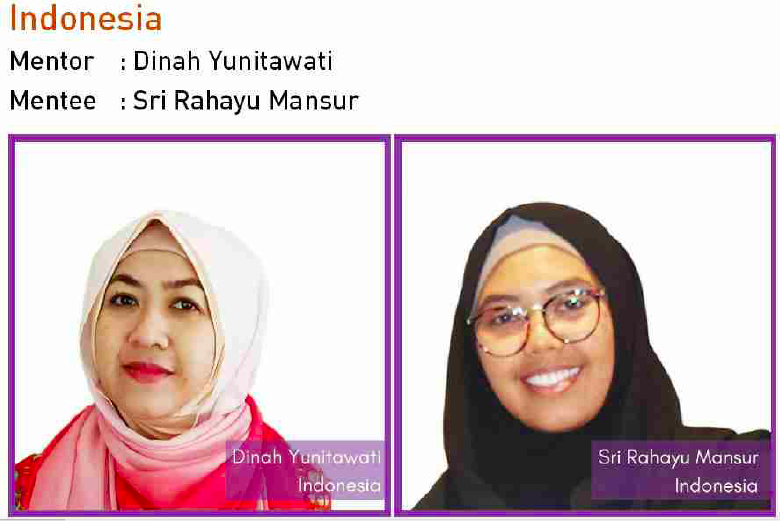 Indonesia
Mentor : Dinah Yunitawati
Mentee : Sri Rahayu Mansur
Dinah Yunitawati
Indonesia
Sri Rahayu Mansur
Indonesia